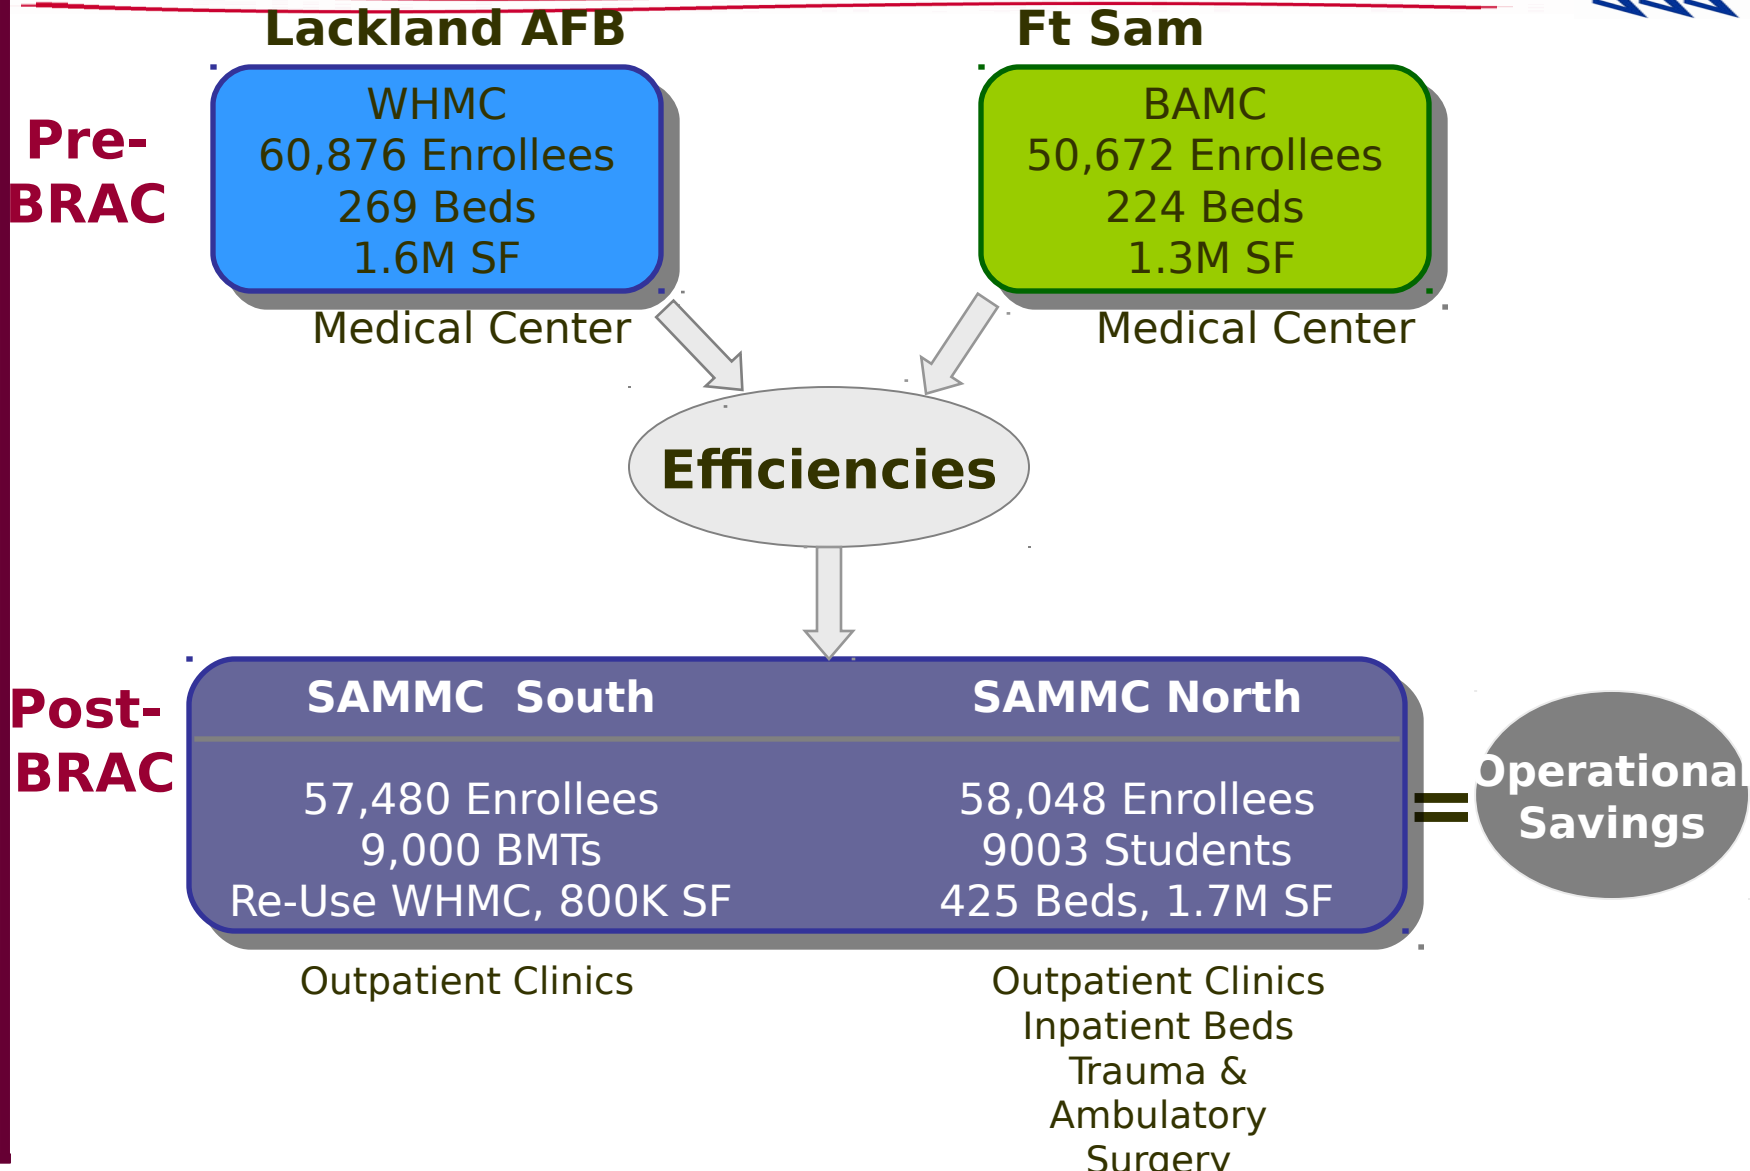 Lackland AFB
Ft Sam
Pre-
BRAC
WHMC
60,876 Enrollees
269 Beds
1.6M SF
Medical Center
BAMC
50,672 Enrollees
224 Beds
1.3M SF
Medical Center
Efficiencies
Post-
BRAC
SAMMC  South
57,480 Enrollees
9,000 BMTs
Re-Use WHMC, 800K SF
Outpatient Clinics
SAMMC North
58,048 Enrollees
9003 Students
425 Beds, 1.7M SF
Outpatient Clinics
Inpatient Beds
Trauma &
Ambulatory
Surgery
=
Operational
Savings